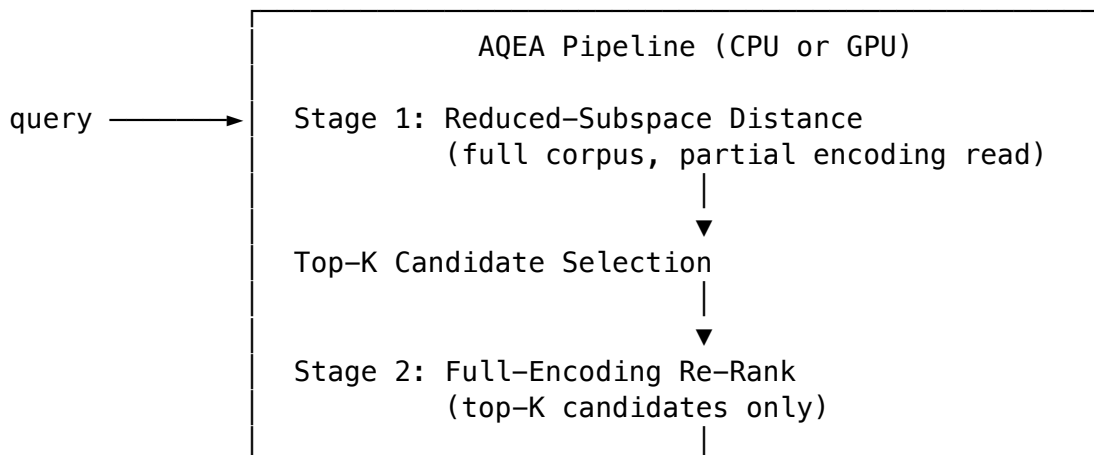 AQEA Pipeline (CPU or GPU)
query
Stage 1: Reduced-Subspace Distance
(full corpus, partial encoding read)
Top-K Candidate Selection
Stage 2: Full-Encoding Re-Rank
(top-K candidates only)